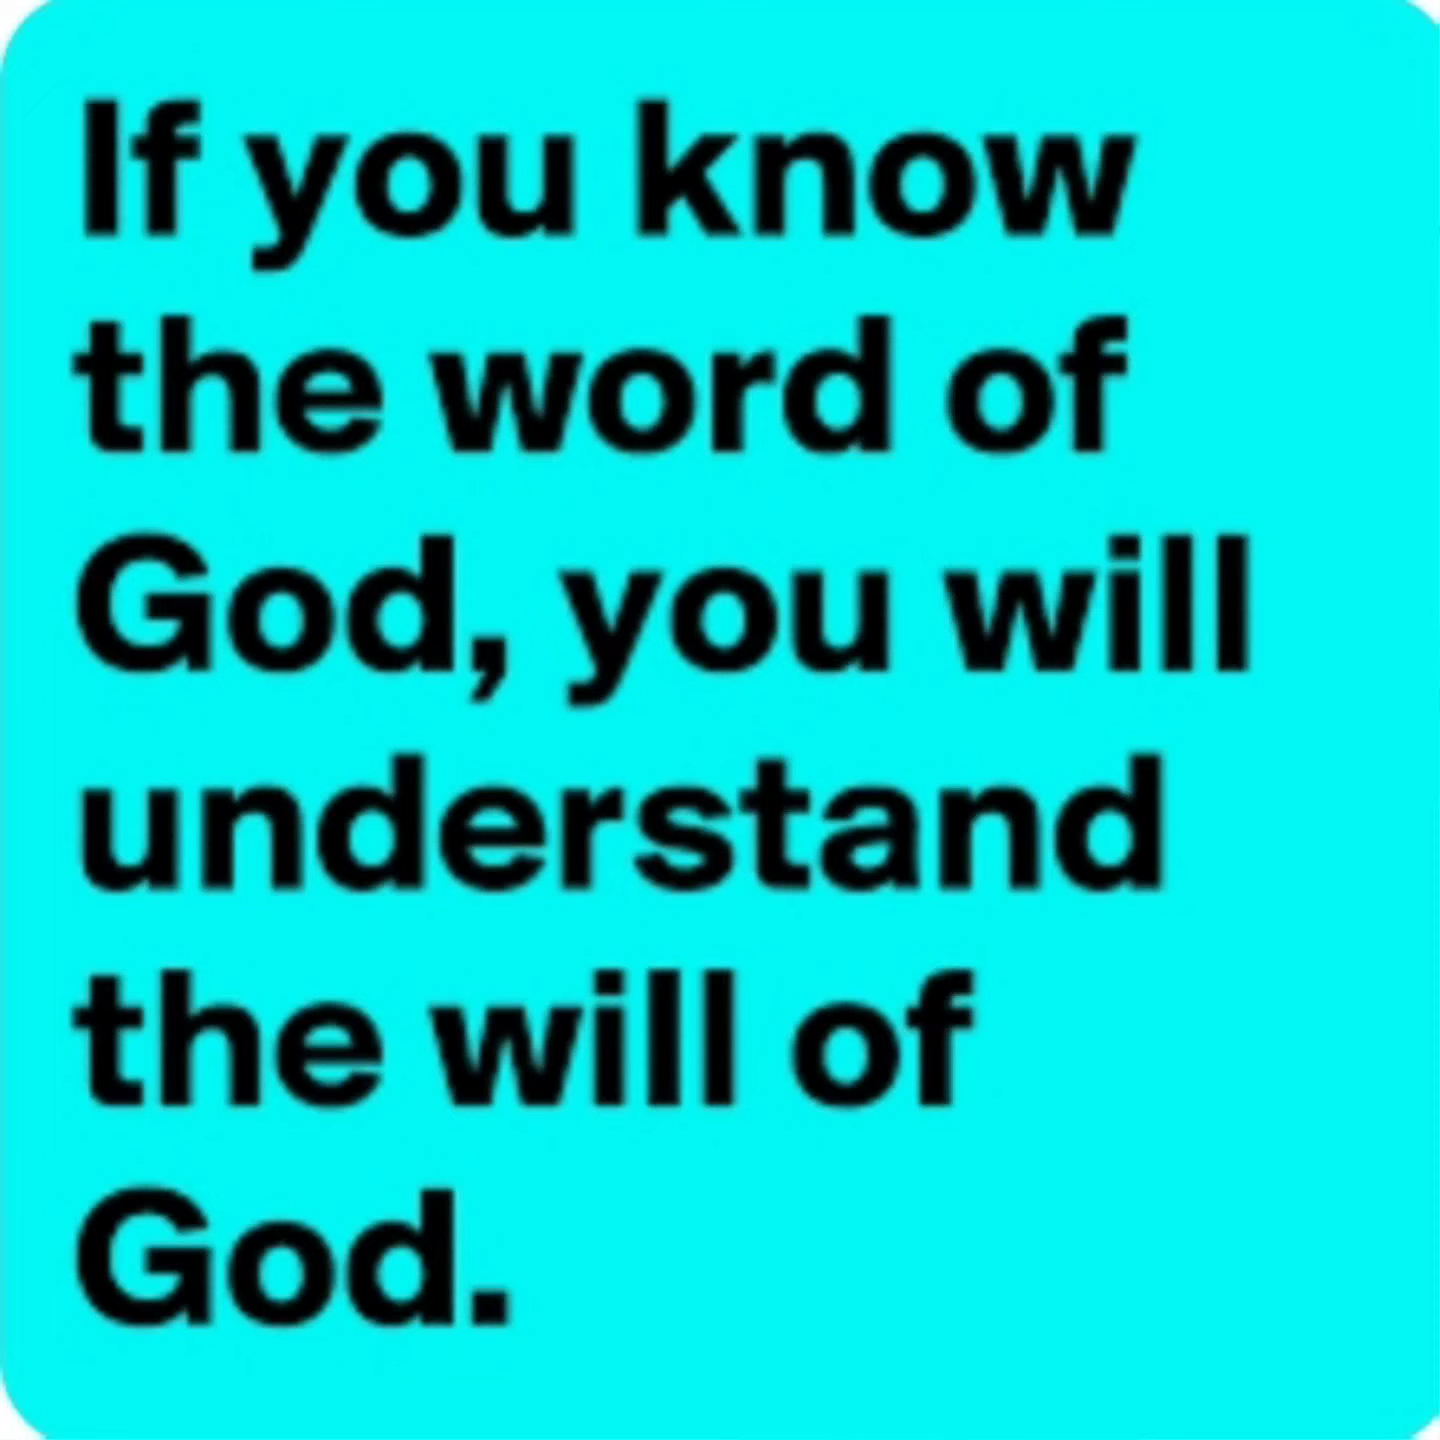 If you know
the word of
God, you will
understand
the will of
God.